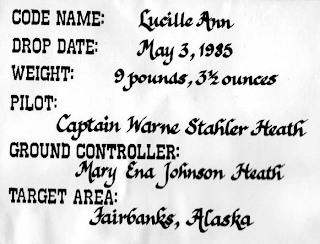 CODE NAME: Lucille Ann
DROP DATE: May 3, 1985
WEIGHT: 9 pounds, 3½ ounces
PILOT:
Captain Warne Stahler Heath
GROUND CONTROLLER:
Mary Ena Johnson Heath
TARGET AREA:
Fairbanks, Alaska